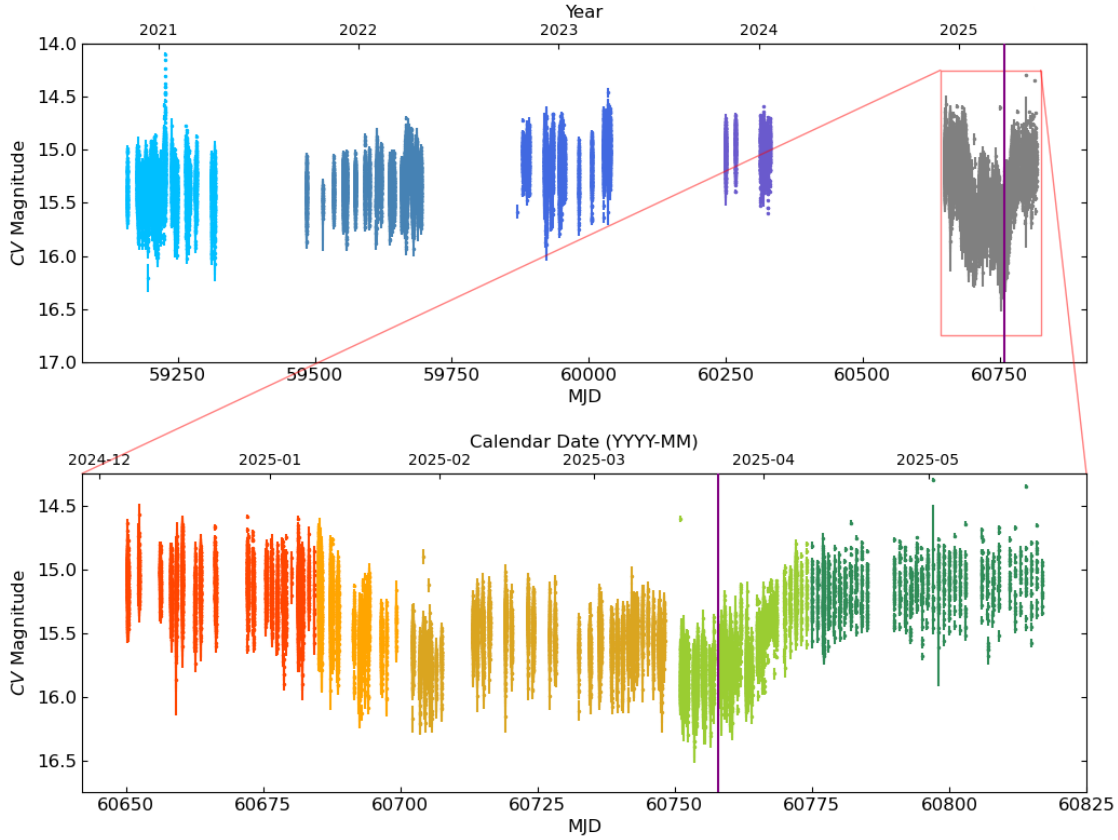 Year
2021 2022 2023 2024 2025
14.0
14.5
15.0
15.5
16.0
16.5
17.0
CV Magnitude
59250 59500 59750 60000 60250 60500 60750
MJD
Calendar Date (YYYY-MM)
2024-12 2025-01 2025-02 2025-03 2025-04 2025-05
14.5
15.0
15.5
16.0
16.5
CV Magnitude
60650 60675 60700 60725 60750 60775 60800 60825
MJD